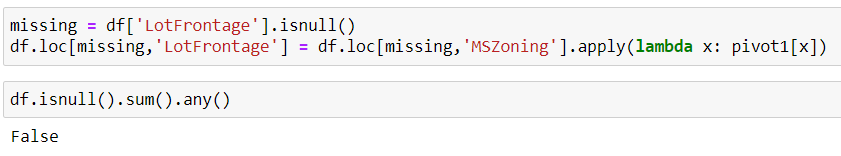 missing = df['LotFrontage'].isnull()
df.loc[missing,'LotFrontage'] = df.loc[missing,'MSZoning'].apply(lambda x: pivot1[x])
df.isnull().sum().any()
False